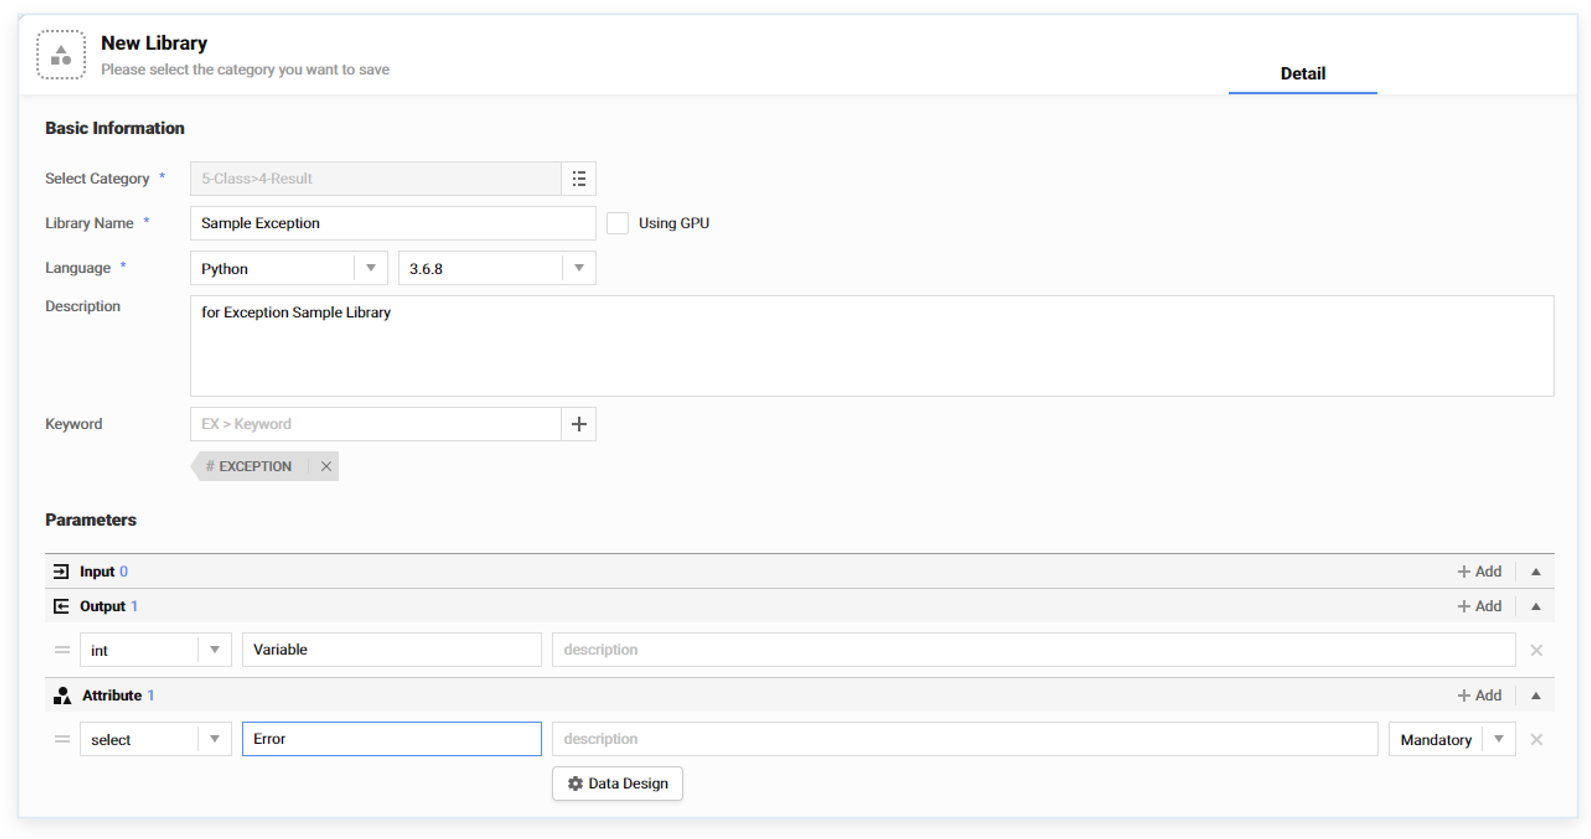 New Library
Please select the category you want to save
Detail
Basic Information
Select Category * 5-Class>4-Result
Library Name * Sample Exception Using GPU
Language * Python 3.6.8
Description for Exception Sample Library
Keyword EX > Keyword
# EXCEPTION
Parameters
Input 0 Add
Output 1 Add
int Variable description
Attribute 1 Add
select Error description Mandatory
Data Design